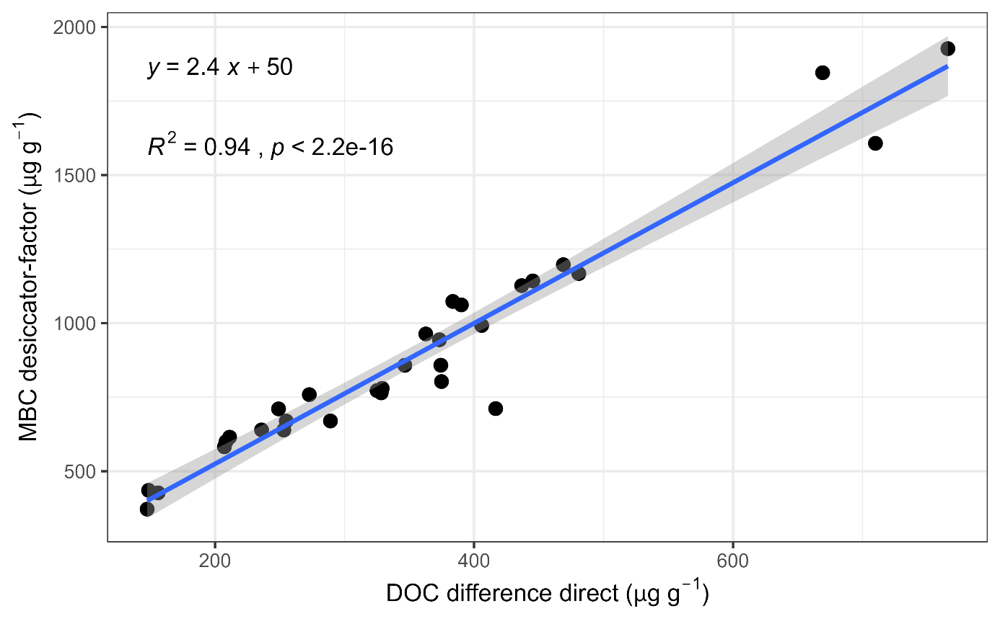 y = 2.4 x + 50
R² = 0.94 , p < 2.2e-16
MBC desiccator-factor (µg g⁻¹)
2000
1500
1000
500
200 400 600
DOC difference direct (µg g⁻¹)